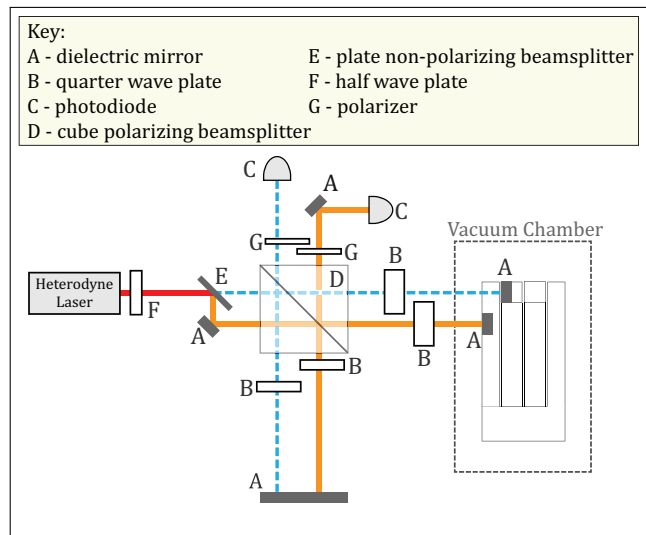 Key:
A - dielectric mirror
E - plate non-polarizing beamsplitter
B - quarter wave plate
F - half wave plate
C - photodiode
G - polarizer
D - cube polarizing beamsplitter
C
A
C
G
G
Vacuum Chamber
D
B
A
Heterodyne
Laser
F
E
A
B
A
B
B
A